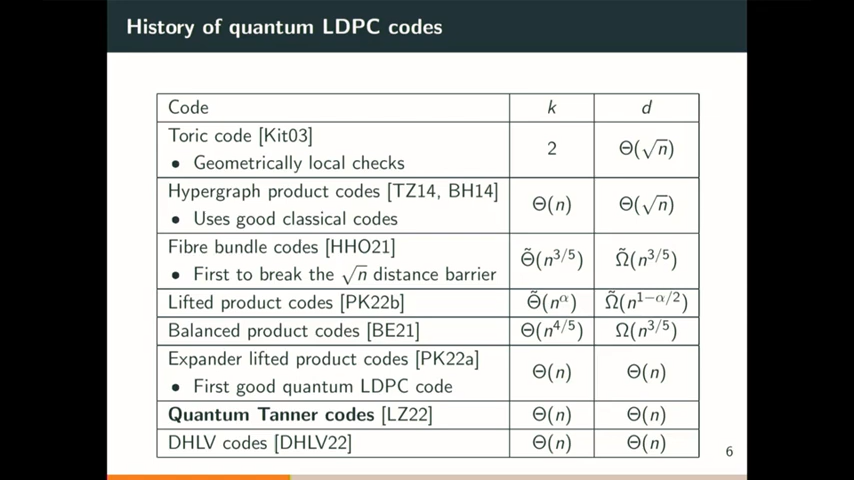 History of quantum LDPC codes
Code k d
Toric code [Kit03]
• Geometrically local checks
2 Θ(√n)
Hypergraph product codes [TZ14, BH14]
• Uses good classical codes
Θ(n) Θ(√n)
Fibre bundle codes [HHO21]
• First to break the √n distance barrier
Θ̃(n^{3/5}) Ω̃(n^{3/5})
Lifted product codes [PK22b] Θ̃(n^α) Ω̃(n^{1−α/2})
Balanced product codes [BE21] Θ(n^{4/5}) Ω(n^{3/5})
Expander lifted product codes [PK22a]
• First good quantum LDPC code
Θ(n) Θ(n)
Quantum Tanner codes [LZ22] Θ(n) Θ(n)
DHLV codes [DHLV22] Θ(n) Θ(n)
6